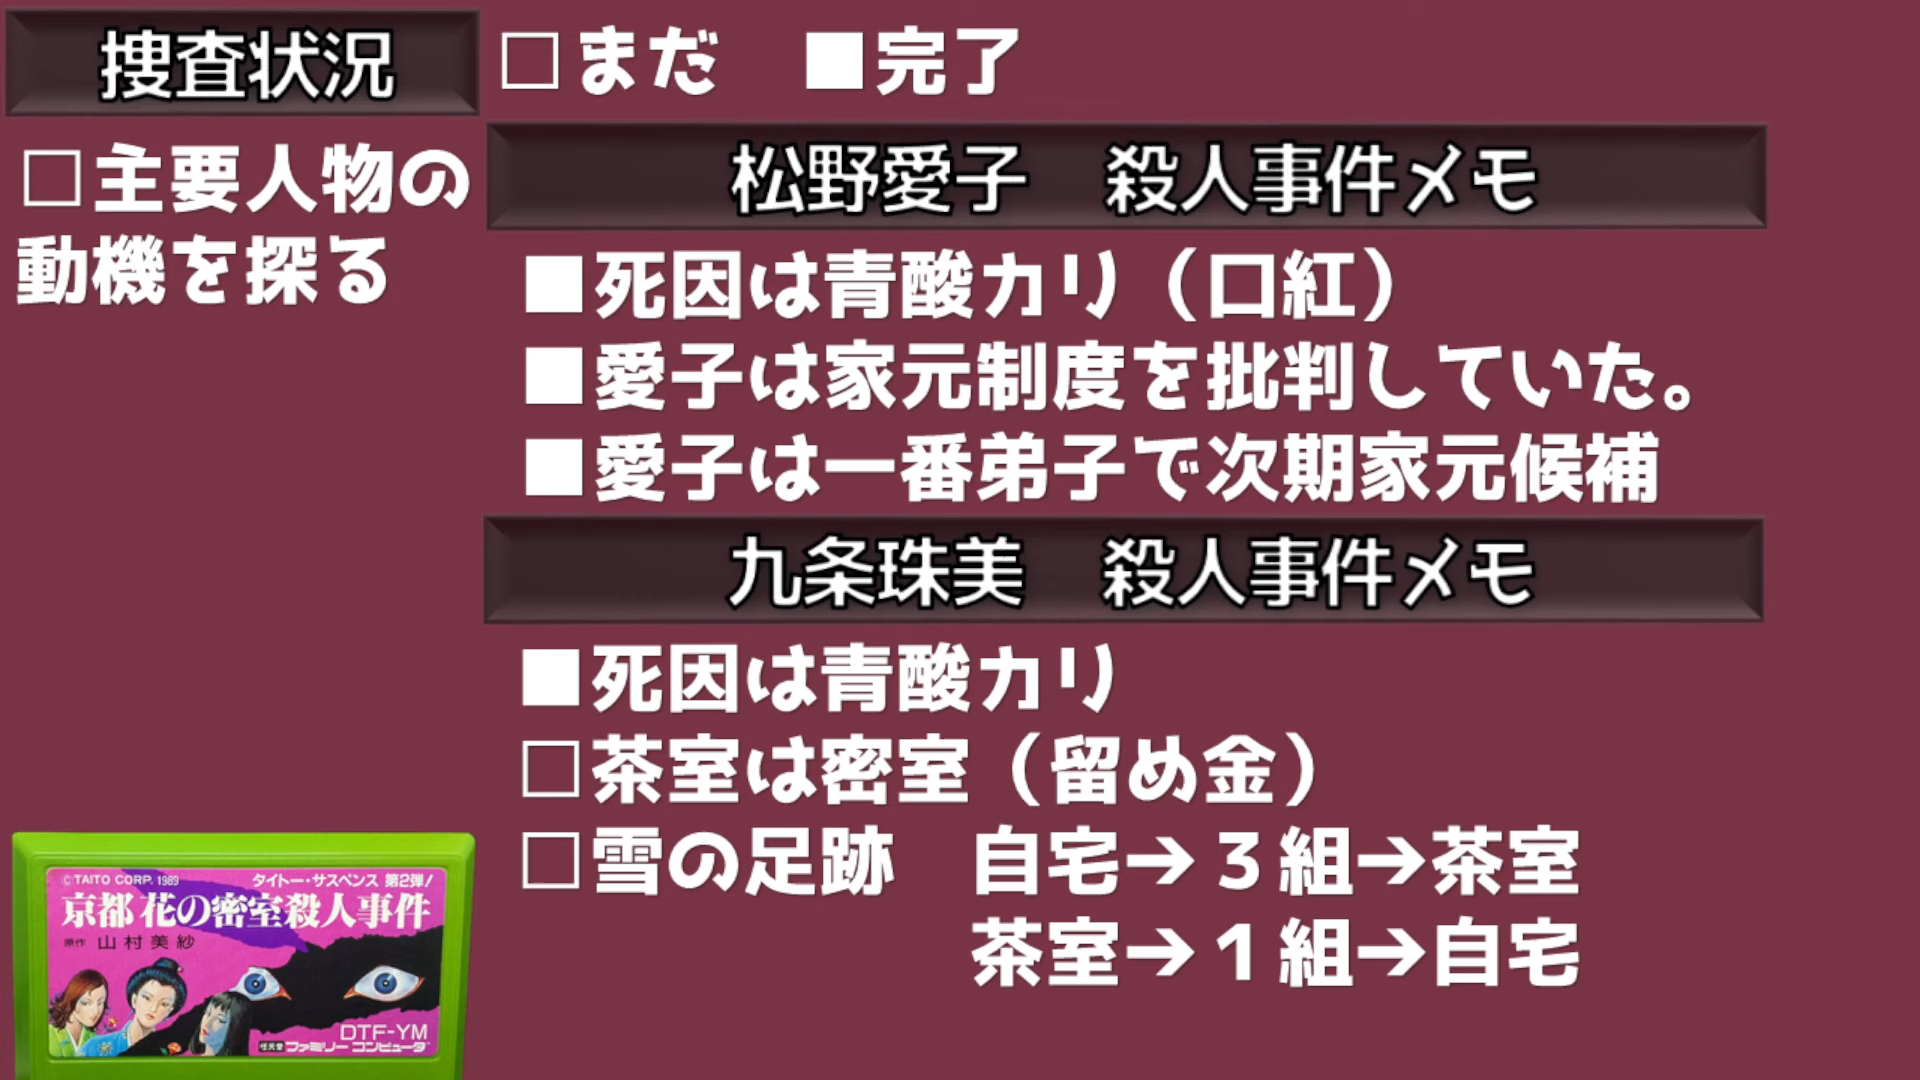 捜査状況
□まだ　■完了
□主要人物の
動機を探る
松野愛子　殺人事件メモ
■死因は青酸カリ（口紅）
■愛子は家元制度を批判していた。
■愛子は一番弟子で次期家元候補
九条珠美　殺人事件メモ
■死因は青酸カリ
□茶室は密室（留め金）
□雪の足跡　自宅→３組→茶室
茶室→１組→自宅
©TAITO CORP. 1989
タイトー・サスペンス 第2弾!
京都花の密室殺人事件
原作 山村美紗
DTF-YM
任天堂 ファミリーコンピュータ